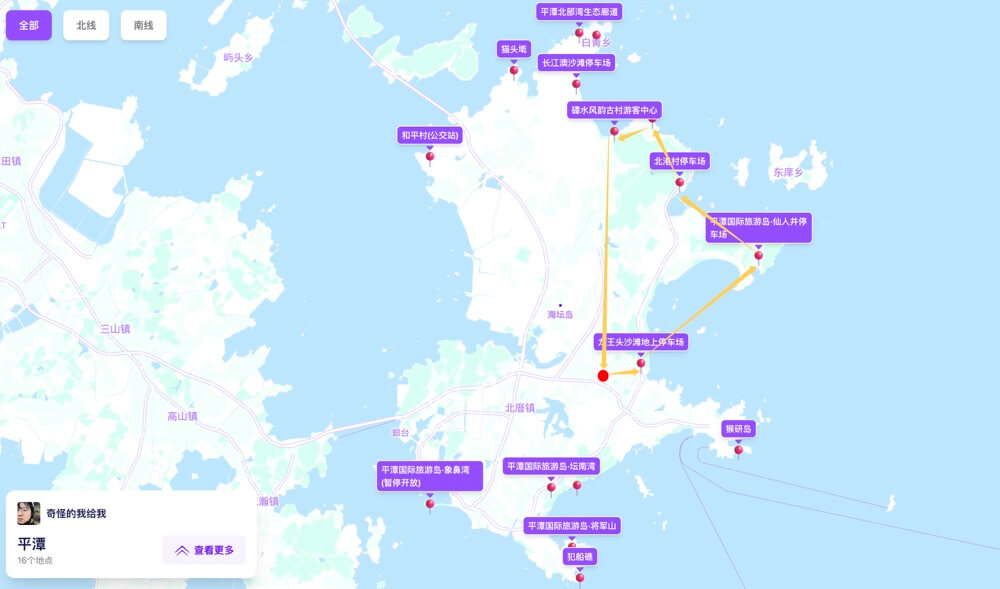 全部
北线
南线
平潭北部湾生态廊道
白青乡
猫头墘
屿头乡
长江澳沙滩停车场
磹水风韵古村游客中心
和平村(公交站)
北港村停车场
东庠乡
田镇
平潭国际旅游岛-仙人井停
车场
海坛岛
三山镇
龙王头沙滩地上停车场
北厝镇
高山镇
猴研岛
平潭国际旅游岛-象鼻湾
(暂停开放)
平潭国际旅游岛-坛南湾
瀚镇
奇怪的我给我
平潭国际旅游岛-将军山
平潭
查看更多
16个地点
犯船礁